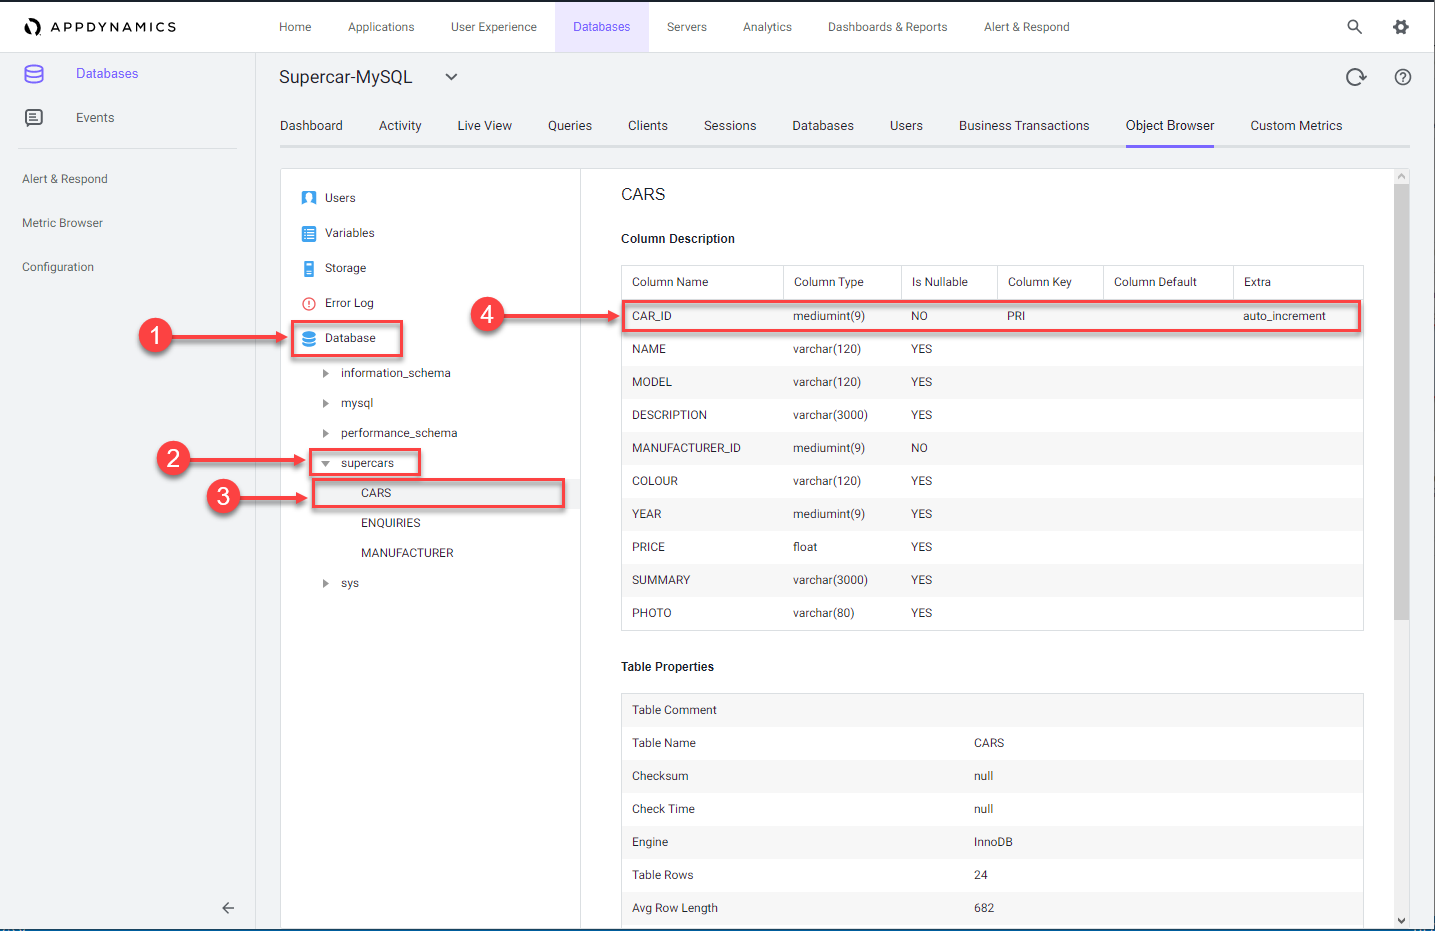 APPDYNAMICS Home Applications User Experience Databases Servers Analytics Dashboards & Reports Alert & Respond
Databases
Events
Alert & Respond
Metric Browser
Configuration
Supercar-MySQL
Dashboard Activity Live View Queries Clients Sessions Databases Users Business Transactions Object Browser Custom Metrics
Users
Variables
Storage
Error Log
1 Database
information_schema
mysql
performance_schema
2 supercars
3 CARS
ENQUIRIES
MANUFACTURER
sys
CARS
Column Description
Column Name Column Type Is Nullable Column Key Column Default Extra
4 CAR_ID mediumint(9) NO PRI auto_increment
NAME varchar(120) YES
MODEL varchar(120) YES
DESCRIPTION varchar(3000) YES
MANUFACTURER_ID mediumint(9) NO
COLOUR varchar(120) YES
YEAR mediumint(9) YES
PRICE float YES
SUMMARY varchar(3000) YES
PHOTO varchar(80) YES
Table Properties
Table Comment
Table Name CARS
Checksum null
Check Time null
Engine InnoDB
Table Rows 24
Avg Row Length 682